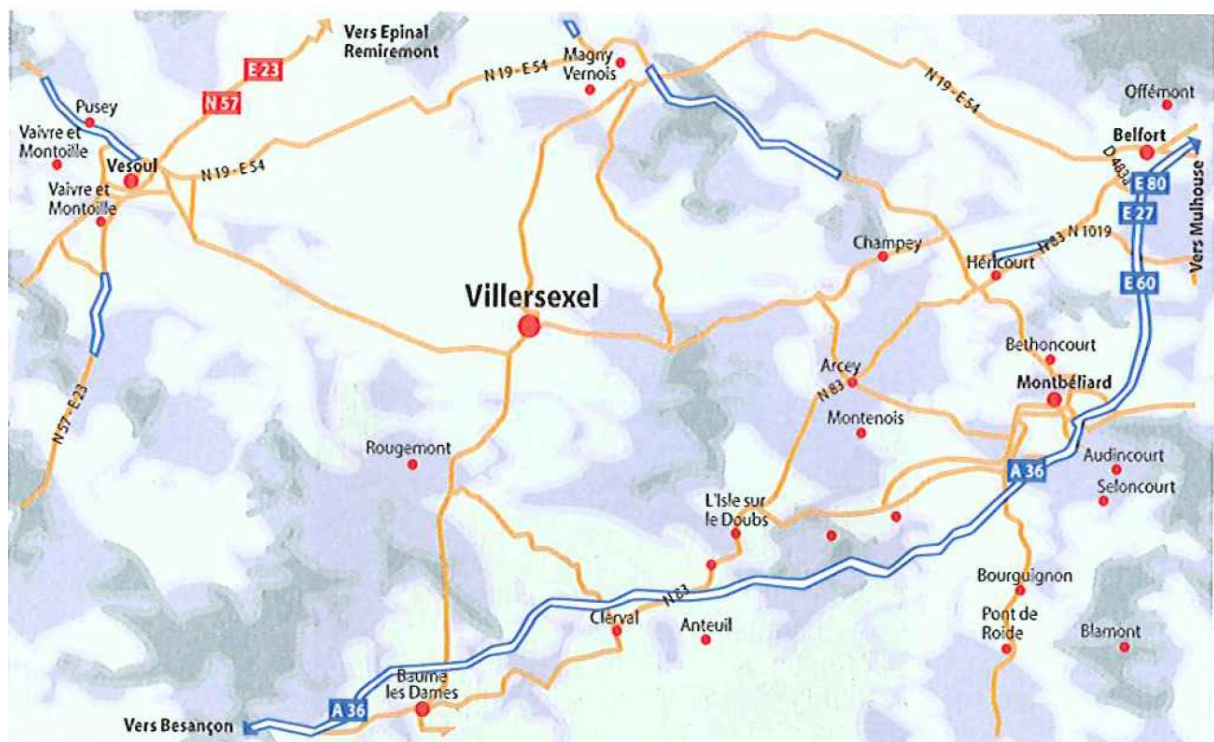 Vers Epinal
Remiremont
E 23
N 57
N 19 - E 54
Magny
Vernois
N 19 - E 54
Offémont
Pusey
Vaivre et
Montoille
Vesoul
N 19 - E 54
Belfort
D 483
Vaivre et
Montoille
E 80
E 27
E 60
Vers Mulhouse
Champey
Héricourt
N 83
N 1019
Villersexel
Bethoncourt
Arcey
N 83
Montbéliard
N 57 - E 23
Montenois
Rougemont
A 36
Audincourt
Seloncourt
L'Isle sur
le Doubs
Bourguignon
N 83
Clerval
Anteuil
Pont de
Roide
Blamont
Baume
les Dames
A 36
Vers Besançon